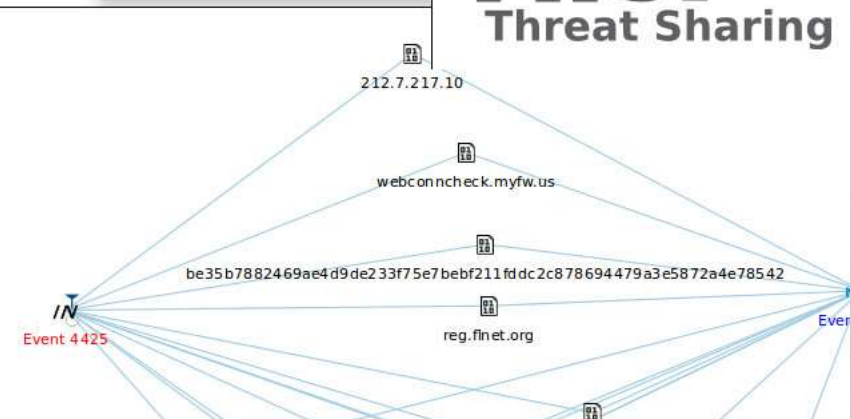 Threat Sharing
212.7.217.10
webconncheck.myfw.us
be35b7882469ae4d9de233f75e7bebf211fddc2c878694479a3e5872a4e78542
reg.flnet.org
Event 4425